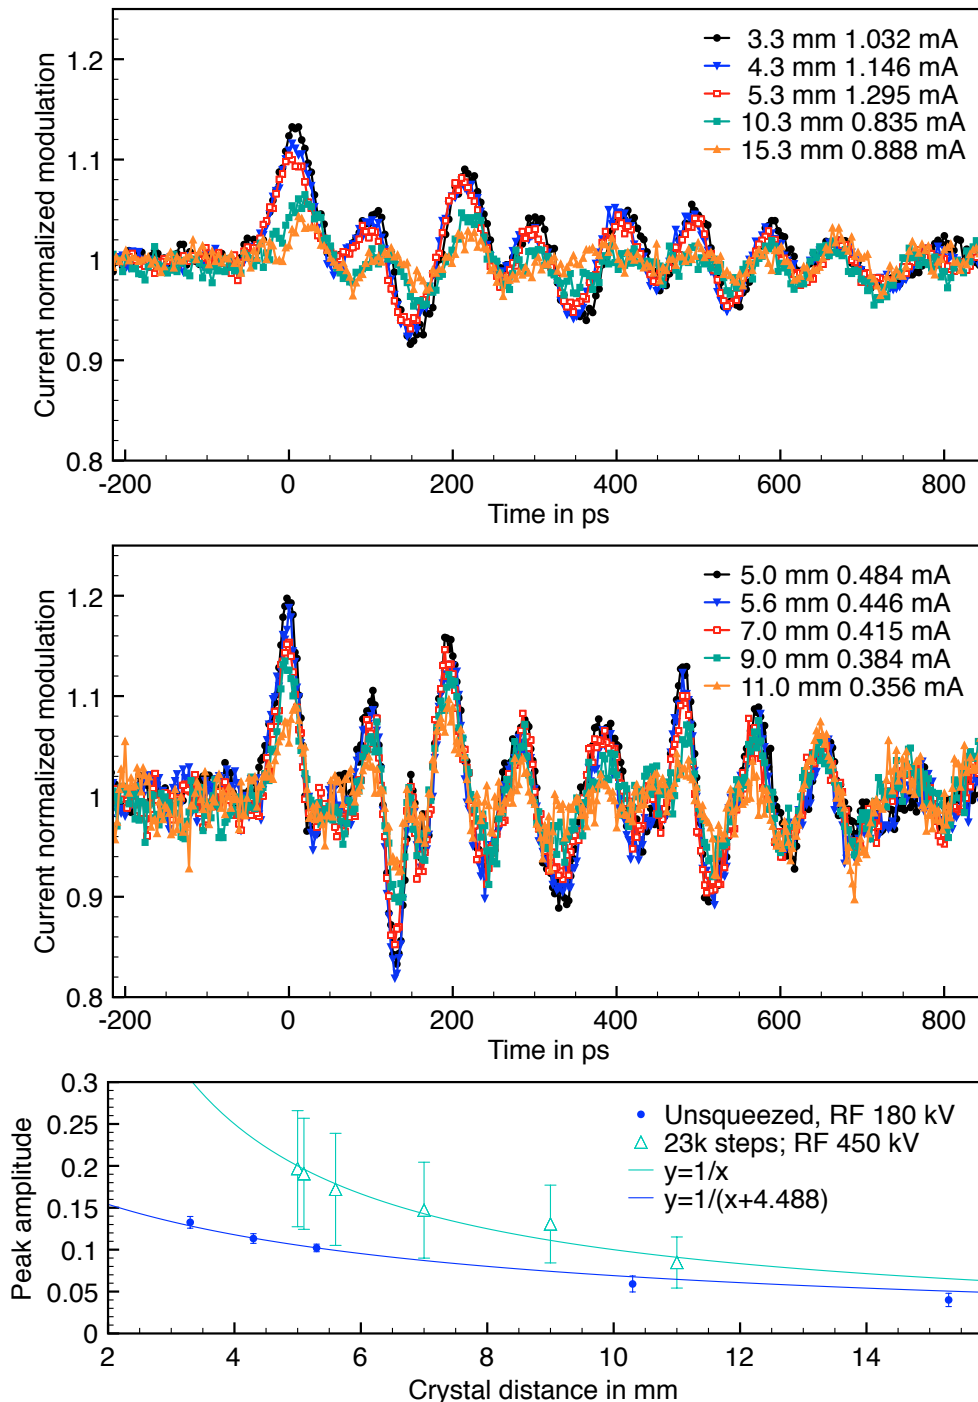 Current normalized modulation
1.2
1.1
1
0.9
0.8
3.3 mm 1.032 mA
4.3 mm 1.146 mA
5.3 mm 1.295 mA
10.3 mm 0.835 mA
15.3 mm 0.888 mA
-200 0 200 400 600 800
Time in ps
Current normalized modulation
1.2
1.1
1
0.9
0.8
5.0 mm 0.484 mA
5.6 mm 0.446 mA
7.0 mm 0.415 mA
9.0 mm 0.384 mA
11.0 mm 0.356 mA
-200 0 200 400 600 800
Time in ps
Peak amplitude
0.3
0.25
0.2
0.15
0.1
0.05
0
Unsqueezed, RF 180 kV
23k steps; RF 450 kV
y=1/x
y=1/(x+4.488)
2 4 6 8 10 12 14
Crystal distance in mm